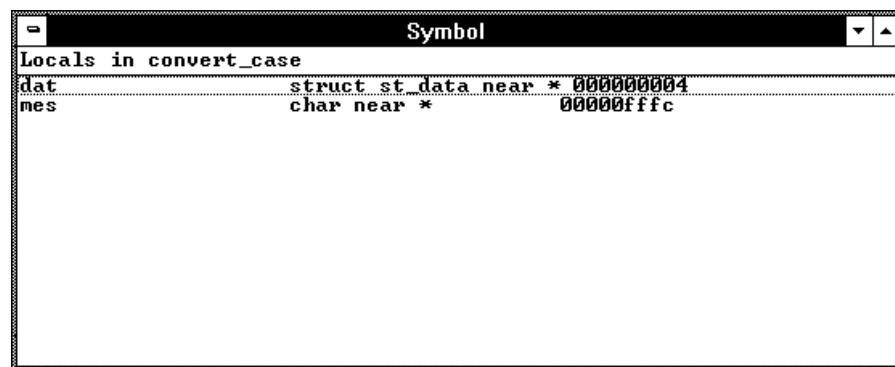 Symbol
Locals in convert_case
dat struct st_data near * 000000004
mes char near * 00000fffc